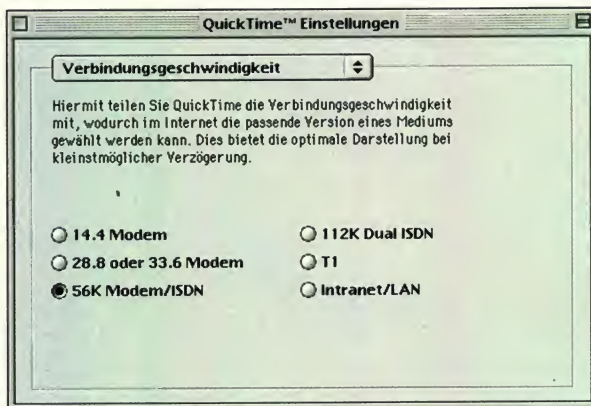 QuickTime™ Einstellungen
Verbindungsgeschwindigkeit
Hiermit teilen Sie QuickTime die Verbindungsgeschwindigkeit
mit, wodurch im Internet die passende Version eines Mediums
gewählt werden kann. Dies bietet die optimale Darstellung bei
kleinstmöglicher Verzögerung.
14.4 Modem
28.8 oder 33.6 Modem
56K Modem/ISDN
112K Dual ISDN
T1
Intranet/LAN